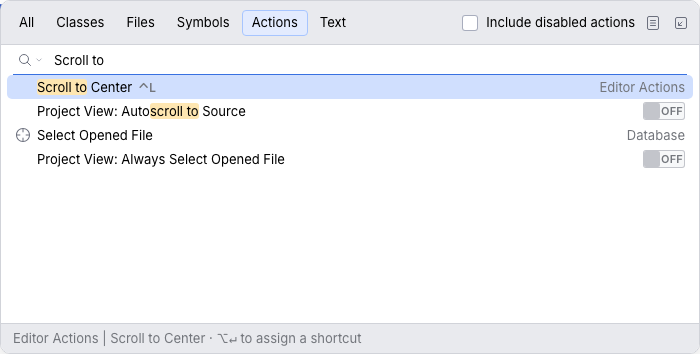 All Classes Files Symbols Actions Text Include disabled actions
Scroll to
Scroll to Center ^L Editor Actions
Project View: Autoscroll to Source OFF
Select Opened File Database
Project View: Always Select Opened File OFF
Editor Actions | Scroll to Center · ⌥↵ to assign a shortcut